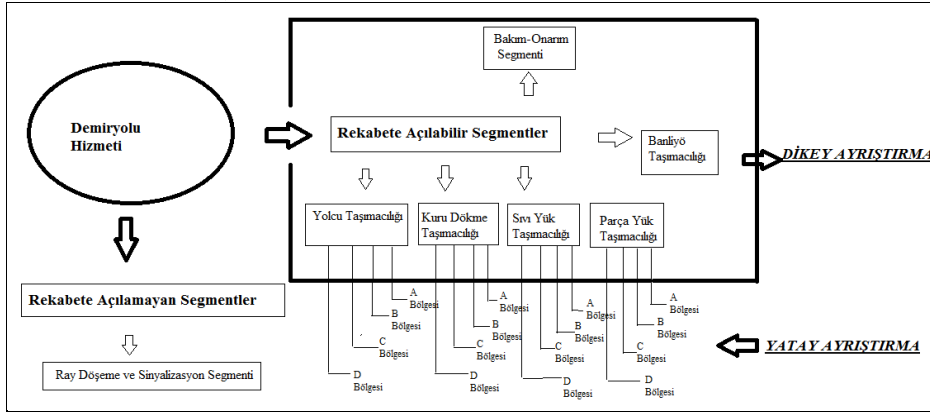 Bakım-Onarım
Segmenti
Demiryolu
Hizmeti
Rekabete Açılabilir Segmentler
Banliyö
Taşımacılığı
DİKEY AYRIŞTIRMA
Yolcu Taşımacılığı
Kuru Dökme
Taşımacılığı
Sıvı Yük
Taşımacılığı
Parça Yük
Taşımacılığı
Rekabete Açılamayan Segmentler
A
Bölgesi
B
Bölgesi
C
Bölgesi
D
Bölgesi
A
Bölgesi
B
Bölgesi
C
Bölgesi
D
Bölgesi
A
Bölgesi
B
Bölgesi
C
Bölgesi
D
Bölgesi
A
Bölgesi
B
Bölgesi
C
Bölgesi
D
Bölgesi
YATAY AYRIŞTIRMA
Ray Döşeme ve Sinyalizasyon Segmenti